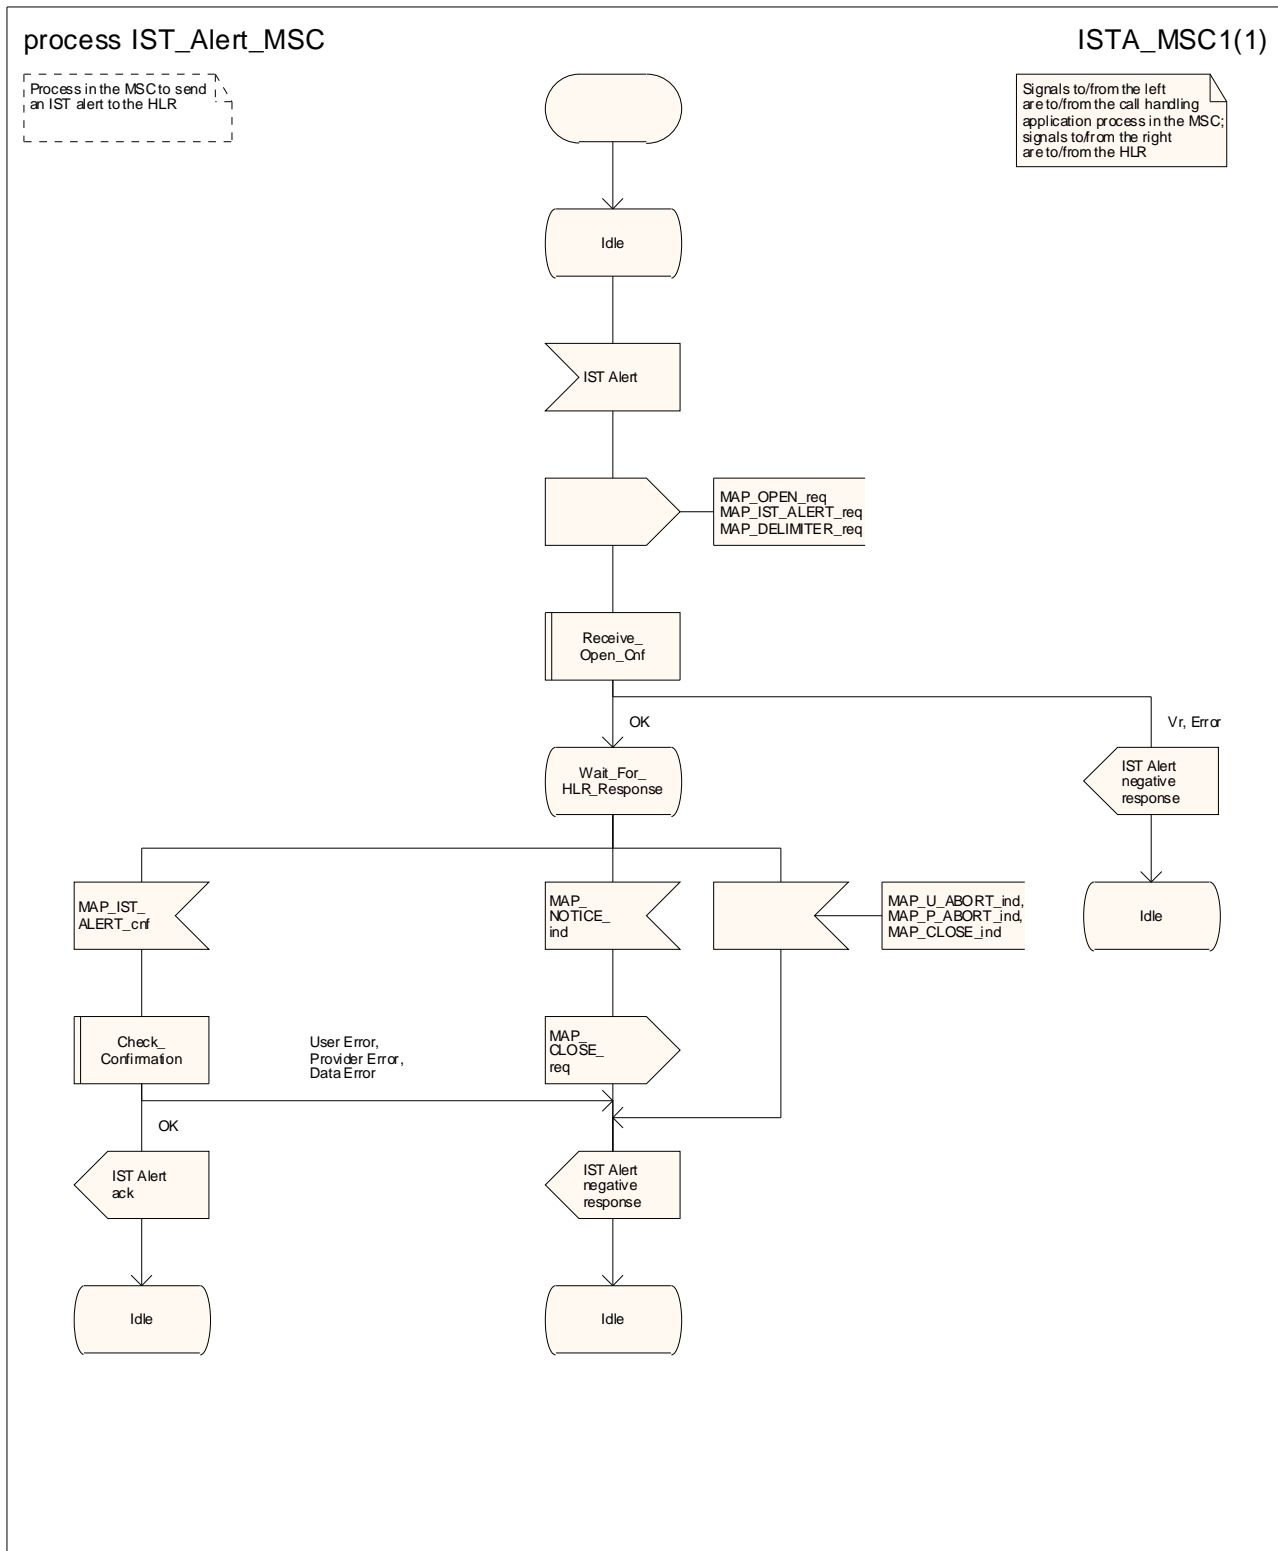 process IST_Alert_MSC
ISTA_MSC1(1)
Process in the MSC to send
an IST alert to the HLR
Signals to/from the left
are to/from the call handling
application process in the MSC;
signals to/from the right
are to/from the HLR
Idle
IST Alert
MAP_OPEN_req
MAP_IST_ALERT_req
MAP_DELIMITER_req
Receive_
Open_Cnf
OK
Vr, Error
Wait_For_
HLR_Response
IST Alert
negative
response
MAP_IST_
ALERT_cnf
MAP_
NOTICE_
ind
MAP_U_ABORT_ind,
MAP_P_ABORT_ind,
MAP_CLOSE_ind
Idle
Check_
Confirmation
User Error,
Provider Error,
Data Error
MAP_
CLOSE_
req
OK
IST Alert
ack
IST Alert
negative
response
Idle
Idle